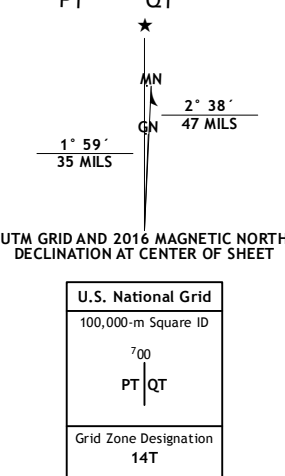 PT QT
★
MN
2° 38´
47 MILS
GN
1° 59´
35 MILS
UTM GRID AND 2016 MAGNETIC NORTH
DECLINATION AT CENTER OF SHEET
U.S. National Grid
100,000-m Square ID
⁷00
PT QT
Grid Zone Designation
14T